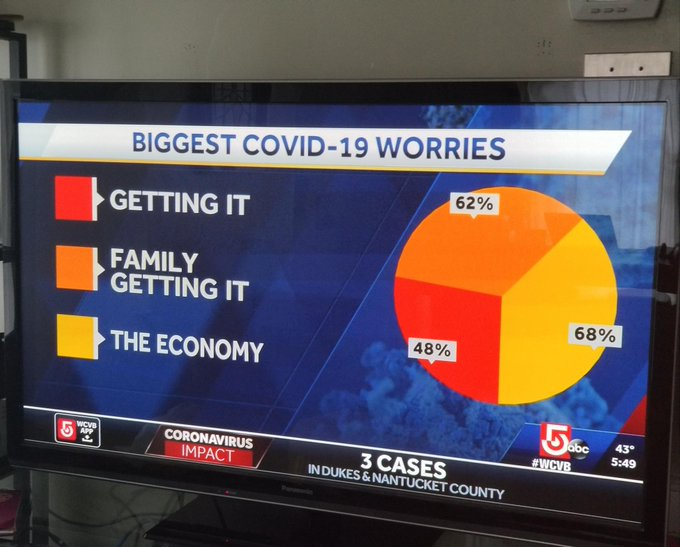 BIGGEST COVID-19 WORRIES
GETTING IT
FAMILY
GETTING IT
THE ECONOMY
62%
68%
48%
5 WCVB
APP
CORONAVIRUS
IMPACT
3 CASES
IN DUKES & NANTUCKET COUNTY
5 abc
#WCVB
43°
5:49
Panasonic